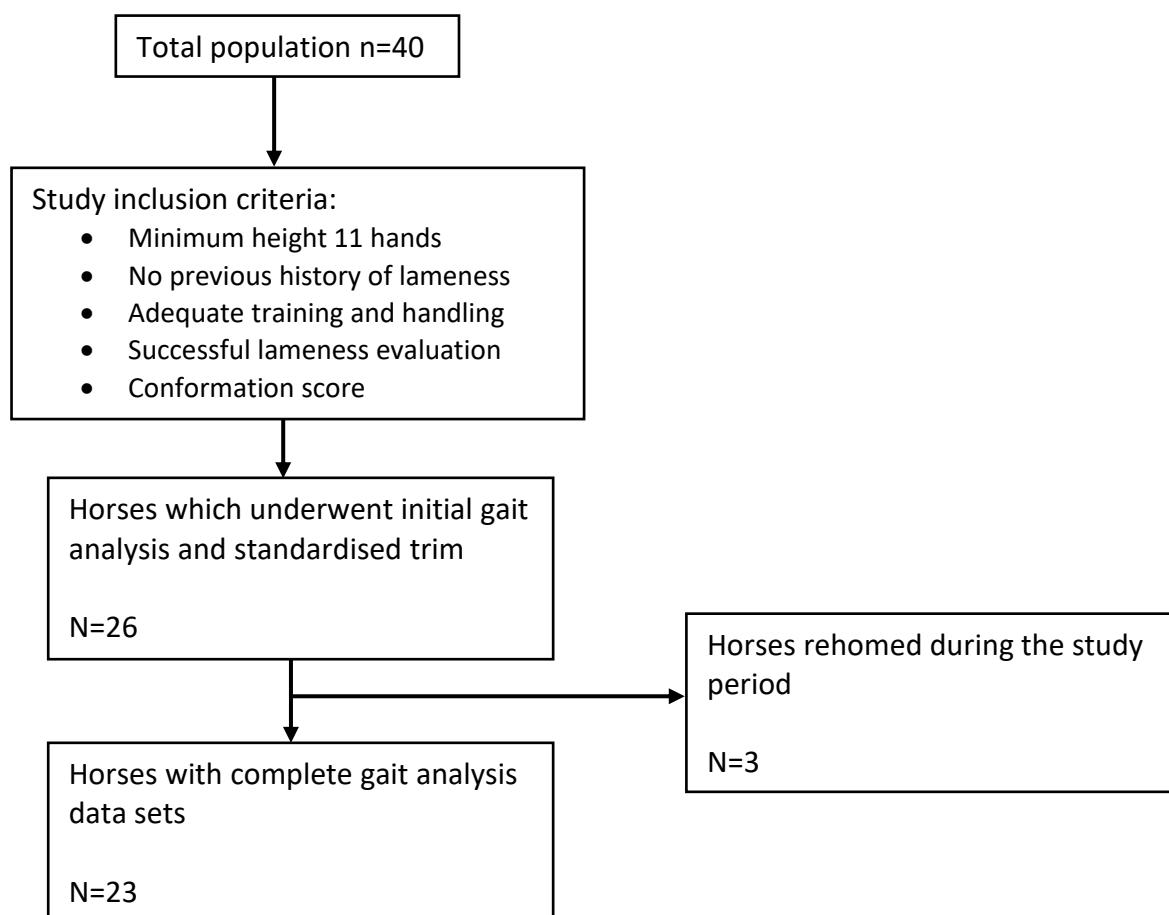 Total population n=40
Study inclusion criteria:
• Minimum height 11 hands
• No previous history of lameness
• Adequate training and handling
• Successful lameness evaluation
• Conformation score
Horses which underwent initial gait
analysis and standardised trim
N=26
Horses rehomed during the study
period
N=3
Horses with complete gait analysis
data sets
N=23